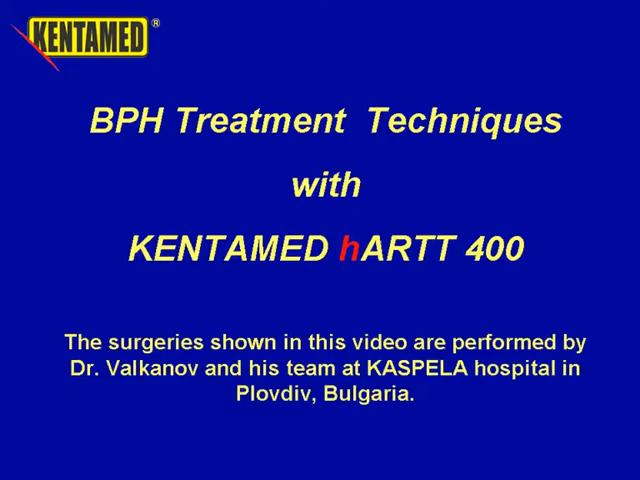 KENTAMED ®
BPH Treatment Techniques
with
KENTAMED hARTT 400
The surgeries shown in this video are performed by
Dr. Valkanov and his team at KASPELA hospital in
Plovdiv, Bulgaria.